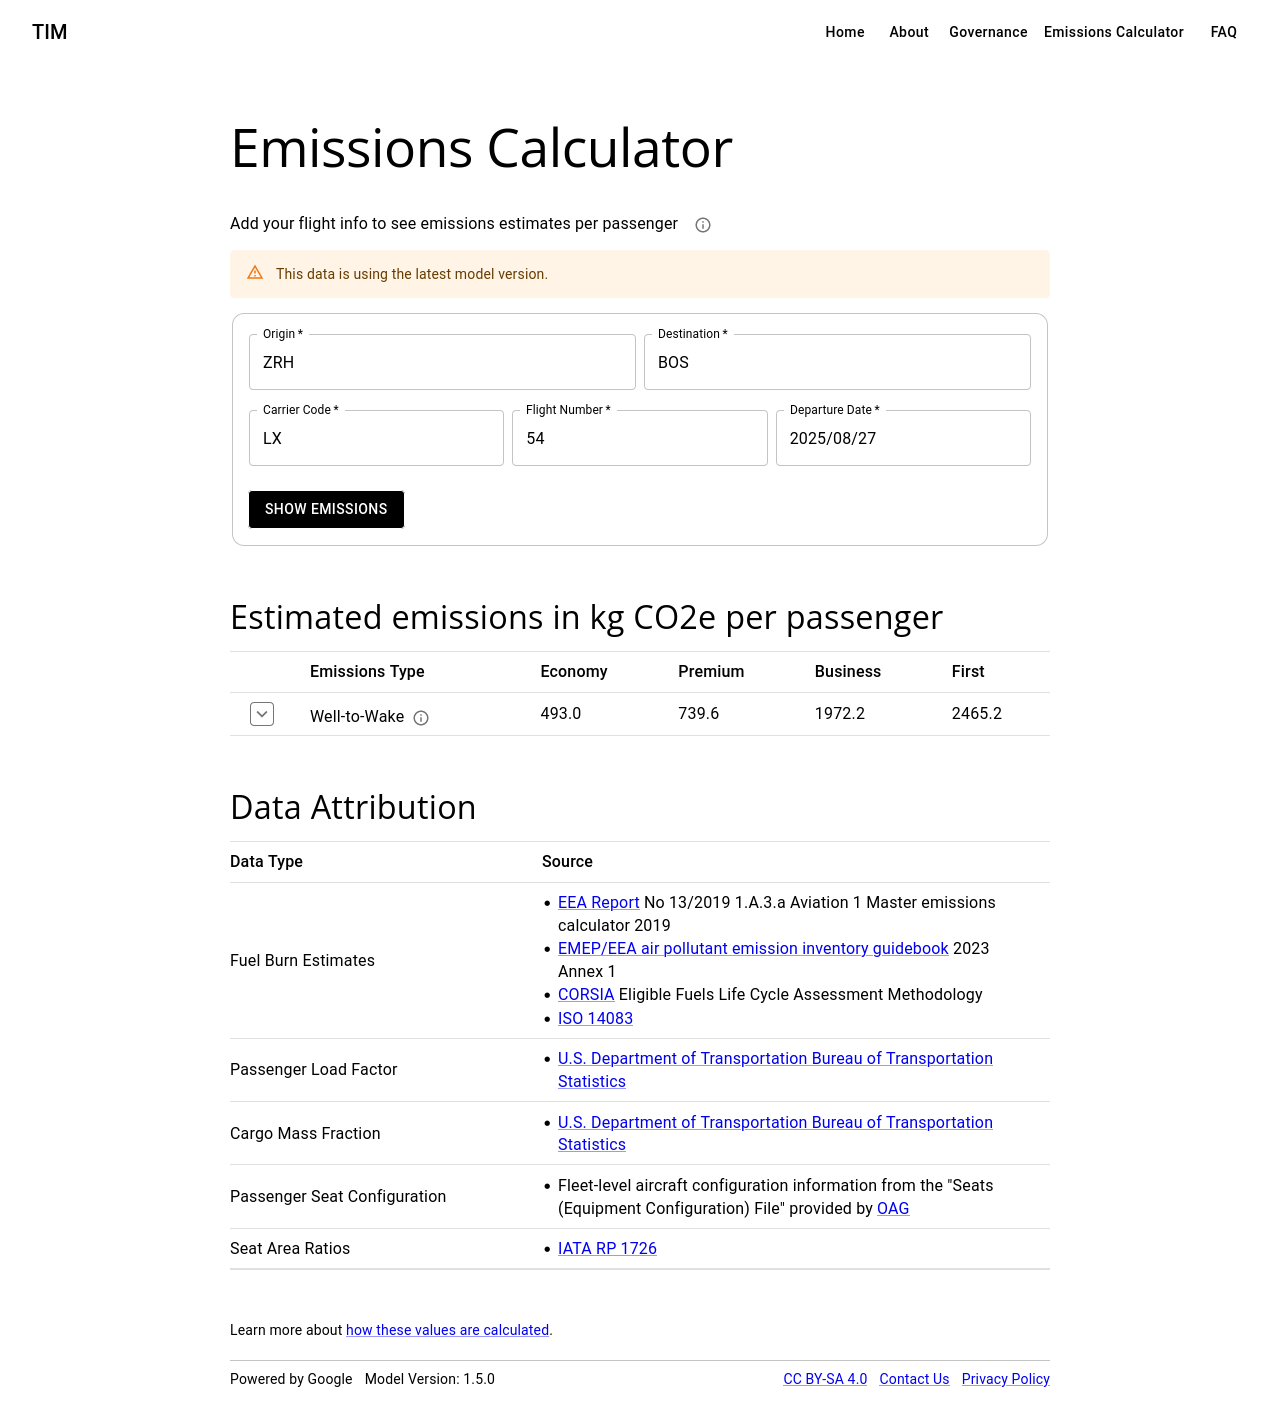 TIM
Home About Governance Emissions Calculator FAQ
Emissions Calculator
Add your flight info to see emissions estimates per passenger
This data is using the latest model version.
Origin * Destination *
ZRH BOS
Carrier Code * Flight Number * Departure Date *
LX 54 2025/08/27
SHOW EMISSIONS
Estimated emissions in kg CO2e per passenger
Emissions Type Economy Premium Business First
Well-to-Wake 493.0 739.6 1972.2 2465.2
Data Attribution
Data Type Source
Fuel Burn Estimates
• EEA Report No 13/2019 1.A.3.a Aviation 1 Master emissions
calculator 2019
• EMEP/EEA air pollutant emission inventory guidebook 2023
Annex 1
• CORSIA Eligible Fuels Life Cycle Assessment Methodology
• ISO 14083
Passenger Load Factor
• U.S. Department of Transportation Bureau of Transportation
Statistics
Cargo Mass Fraction
• U.S. Department of Transportation Bureau of Transportation
Statistics
Passenger Seat Configuration
• Fleet-level aircraft configuration information from the "Seats
(Equipment Configuration) File" provided by OAG
Seat Area Ratios
• IATA RP 1726
Learn more about how these values are calculated.
Powered by Google Model Version: 1.5.0 CC BY-SA 4.0 Contact Us Privacy Policy